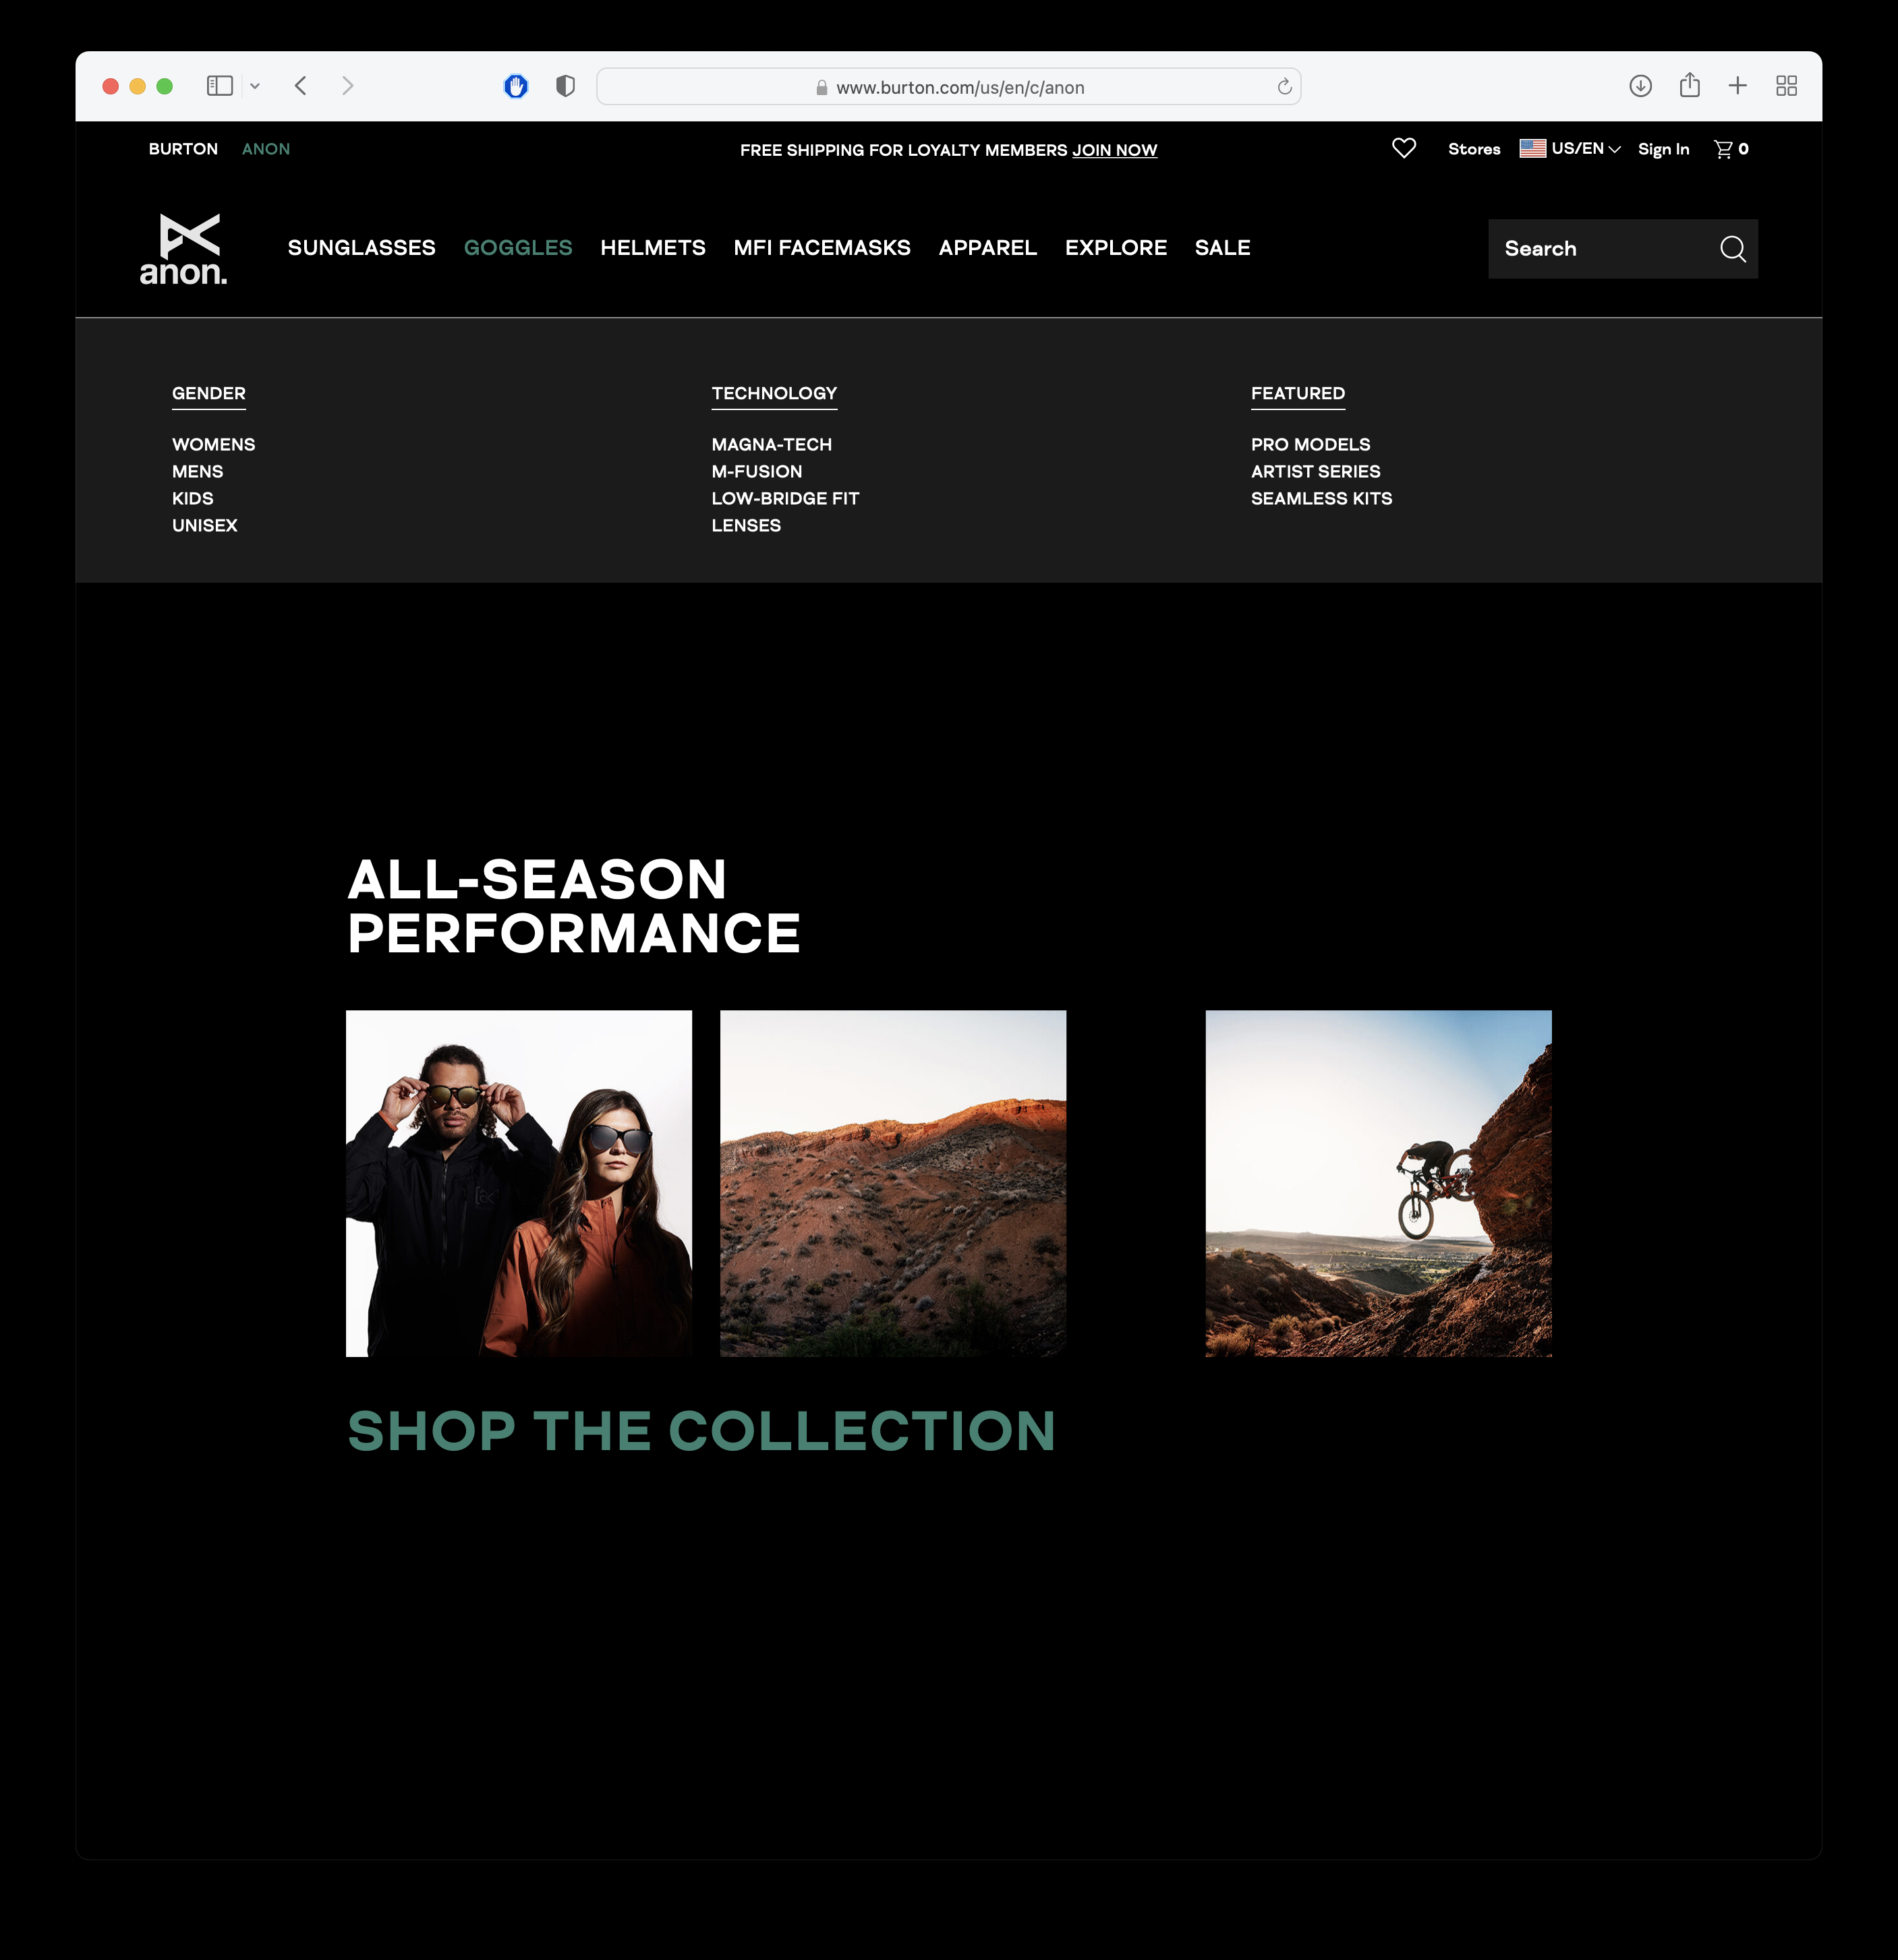 www.burton.com/us/en/c/anon
BURTON ANON
FREE SHIPPING FOR LOYALTY MEMBERS JOIN NOW
Stores US/EN Sign In 0
anon.
SUNGLASSES GOGGLES HELMETS MFI FACEMASKS APPAREL EXPLORE SALE
Search
GENDER
WOMENS
MENS
KIDS
UNISEX
TECHNOLOGY
MAGNA-TECH
M-FUSION
LOW-BRIDGE FIT
LENSES
FEATURED
PRO MODELS
ARTIST SERIES
SEAMLESS KITS
ALL-SEASON
PERFORMANCE
SHOP THE COLLECTION